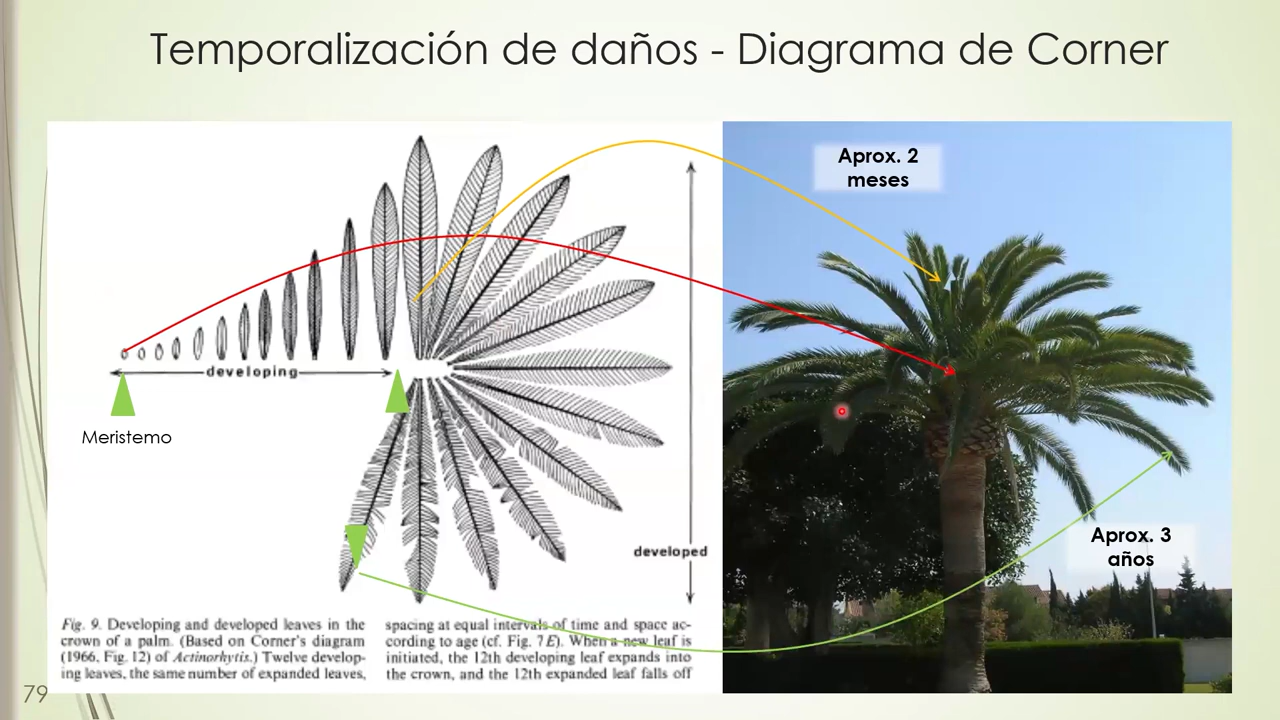 Temporalización de daños - Diagrama de Corner
Aprox. 2
meses
developing
Meristemo
developed
Aprox. 3
años
Fig. 9. Developing and developed leaves in the
crown of a palm. (Based on Corner's diagram
(1966, Fig. 12) of Actinorhytis.) Twelve develop-
ing leaves, the same number of expanded leaves,
spacing at equal intervals of time and space ac-
cording to age (cf. Fig. 7E). When a new leaf is
initiated, the 12th developing leaf expands into
the crown, and the 12th expanded leaf falls off
79